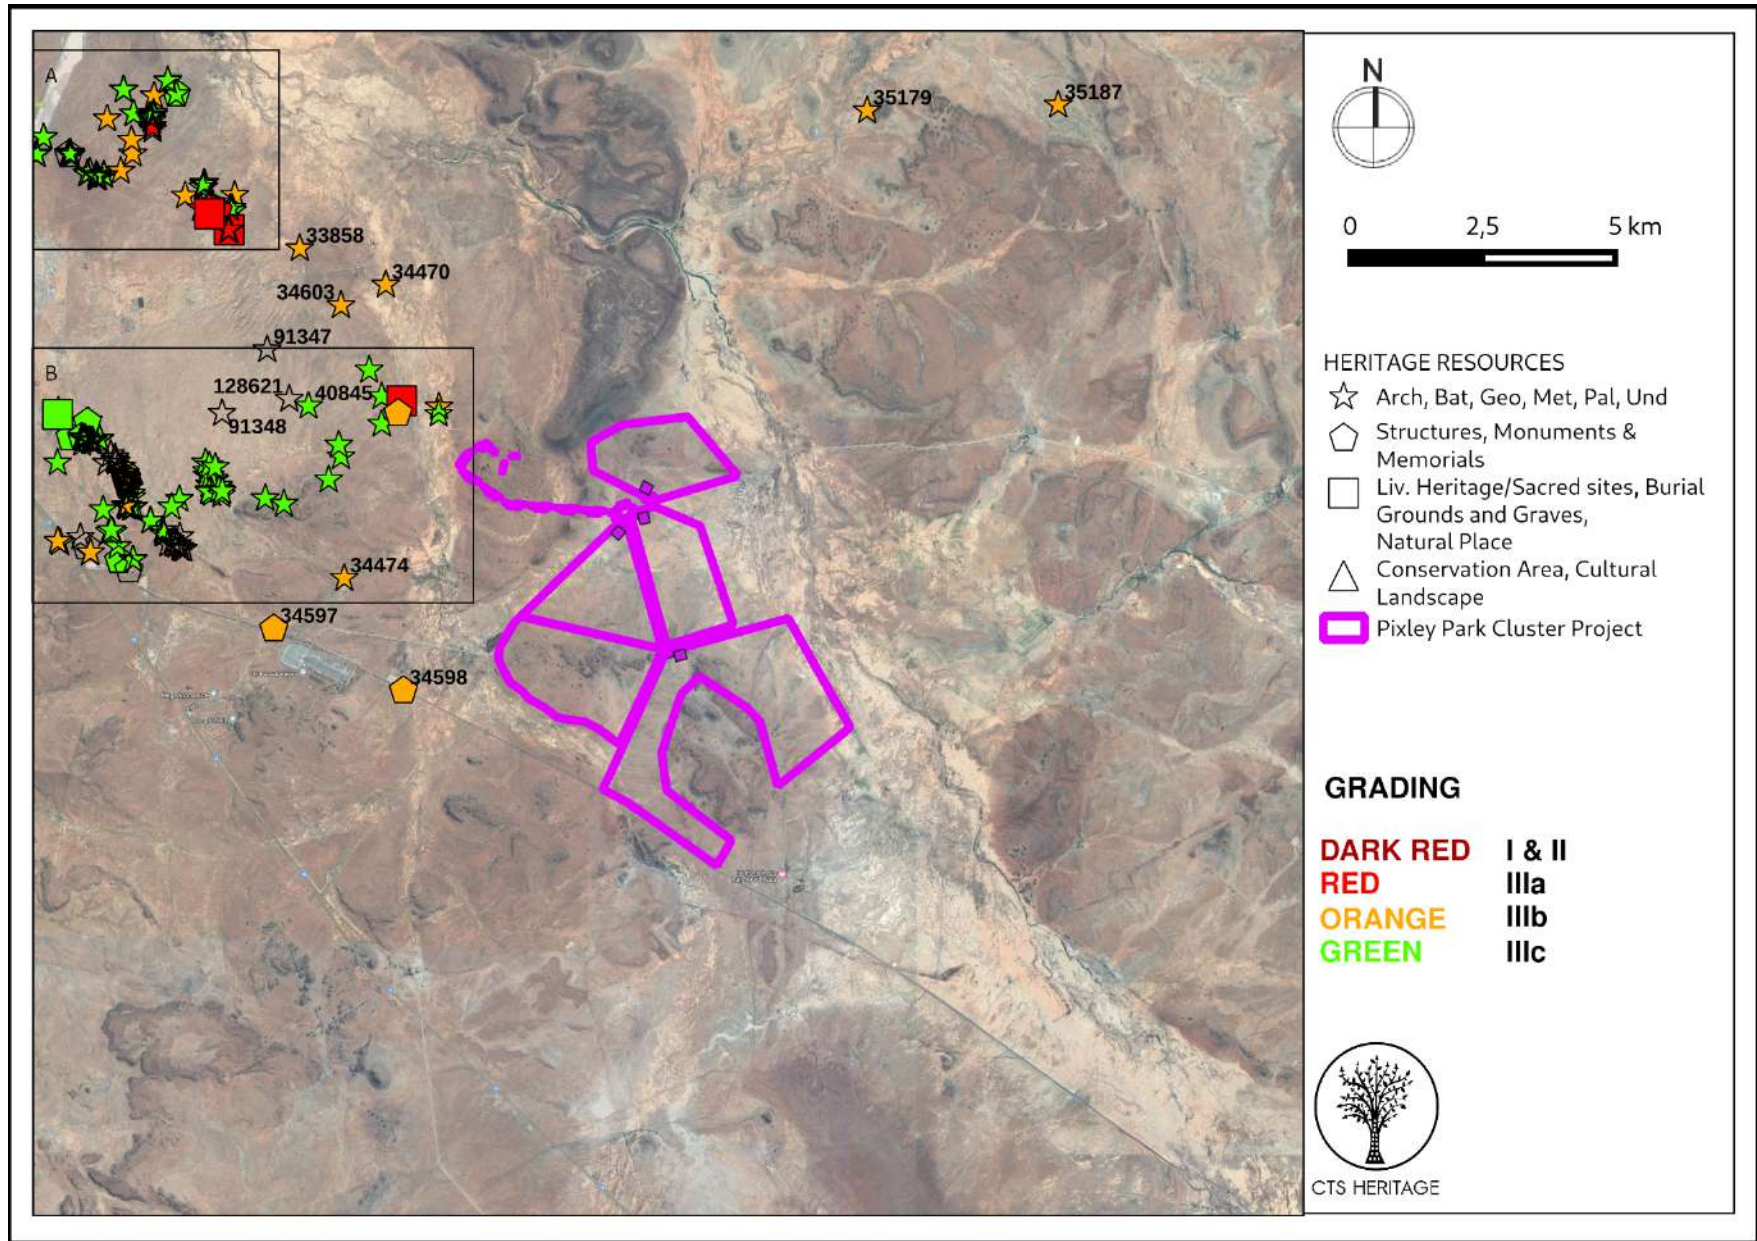 A
35179
35187
33858
34470
34603
91347
B
128621
40845
91348
34474
34597
34598
N
0 2,5 5 km
HERITAGE RESOURCES
Arch, Bat, Geo, Met, Pal, Und
Structures, Monuments &
Memorials
Liv. Heritage/Sacred sites, Burial
Grounds and Graves,
Natural Place
Conservation Area, Cultural
Landscape
Pixley Park Cluster Project
GRADING
DARK RED I & II
RED IIIa
ORANGE IIIb
GREEN IIIc
CTS HERITAGE